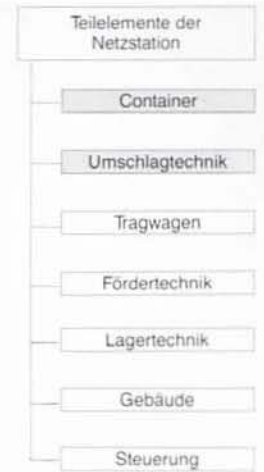 Teilelemente der
Netzstation
Container
Umschlagtechnik
Tragwagen
Fördertechnik
Lagertechnik
Gebäude
Steuerung